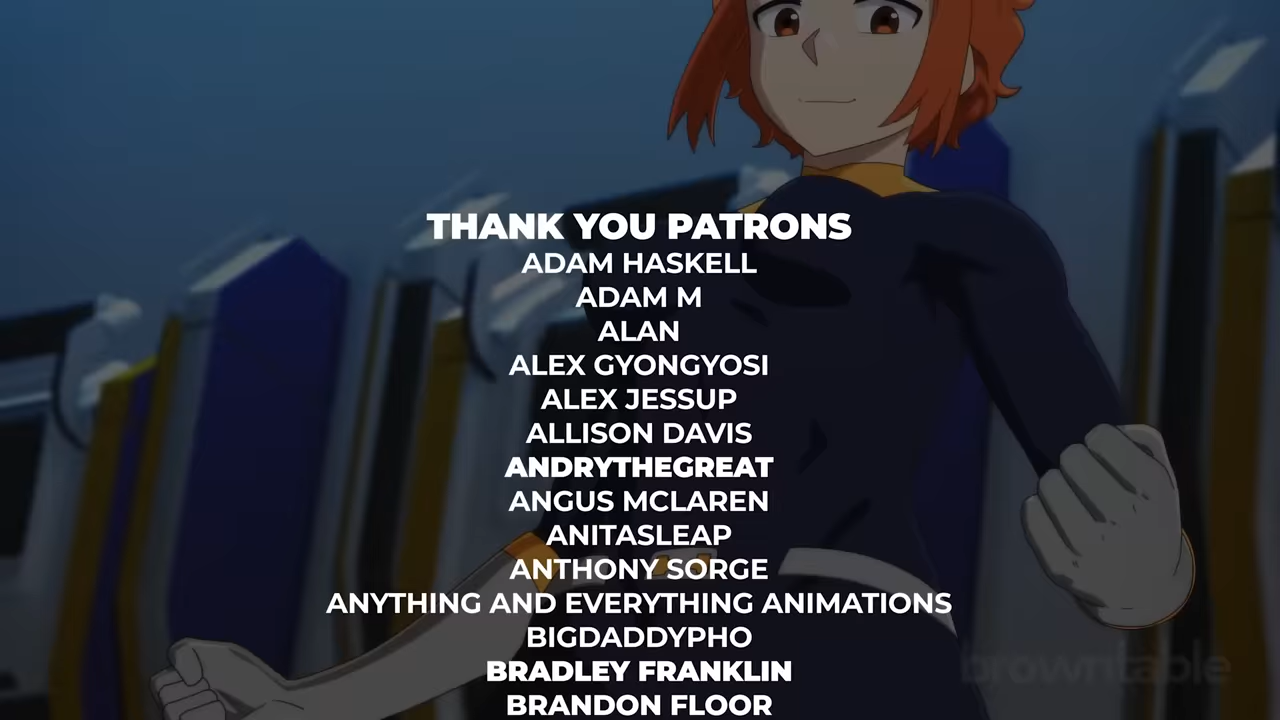 THANK YOU PATRONS
ADAM HASKELL
ADAM M
ALAN
ALEX GYONGYOSI
ALEX JESSUP
ALLISON DAVIS
ANDRYTHEGREAT
ANGUS MCLAREN
ANITASLEAP
ANTHONY SORGE
ANYTHING AND EVERYTHING ANIMATIONS
BIGDADDYPHO
BRADLEY FRANKLIN
browntable
BRANDON FLOOR